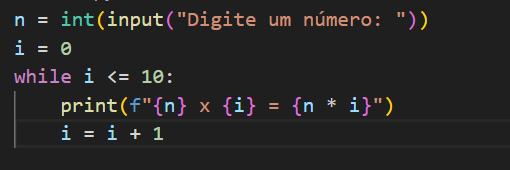 n = int(input("Digite um número: "))
i = 0
while i <= 10:
    print(f"{n} x {i} = {n * i}")
    i = i + 1